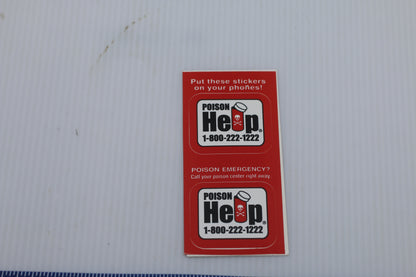 Put these stickers
on your phones!
POISON
Help®
1-800-222-1222
POISON EMERGENCY?
Call your poison center right away.
POISON
Help®
1-800-222-1222